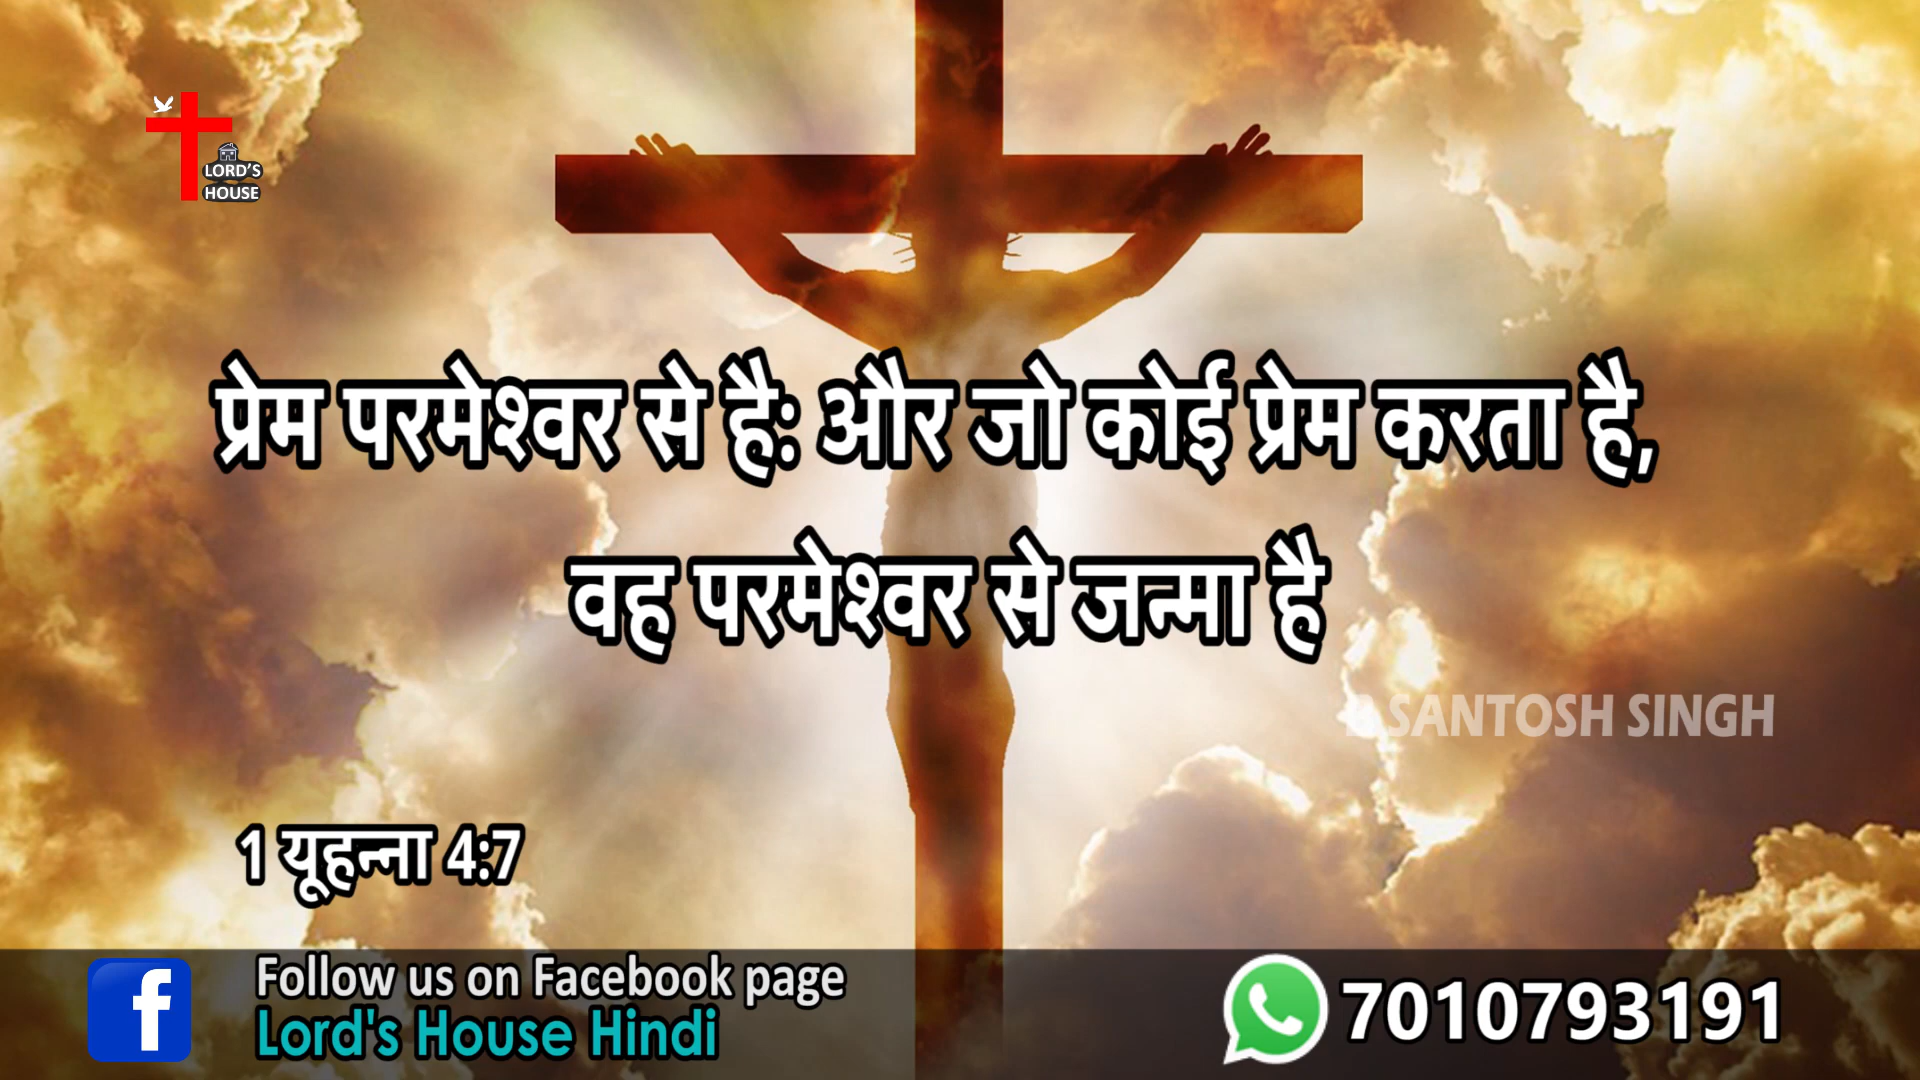 LORD'S
HOUSE
प्रेम परमेश्वर से है: और जो कोई प्रेम करता है,
वह परमेश्वर से जन्मा है
SANTOSH SINGH
1 यूहन्ना 4:7
Follow us on Facebook page
Lord's House Hindi
7010793191